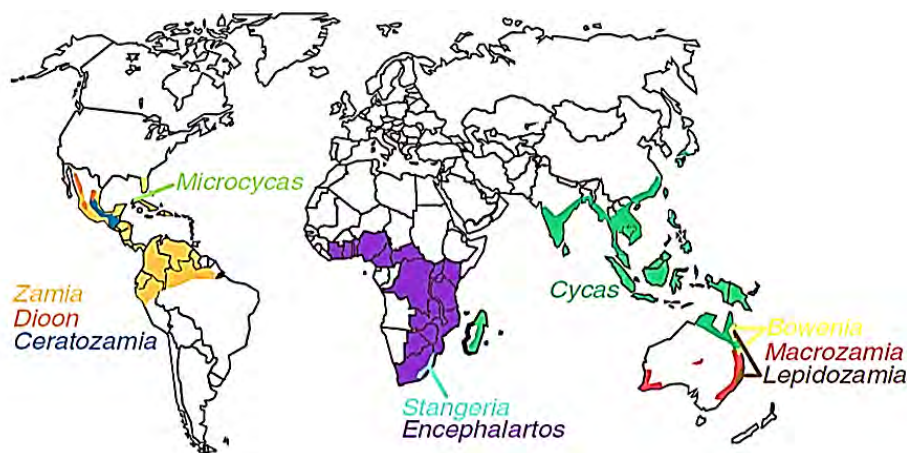 Microcycas
Zamia
Dioon
Ceratozamia
Cycas
Bowenia
Macrozamia
Lepidozamia
Stangeria
Encephalartos